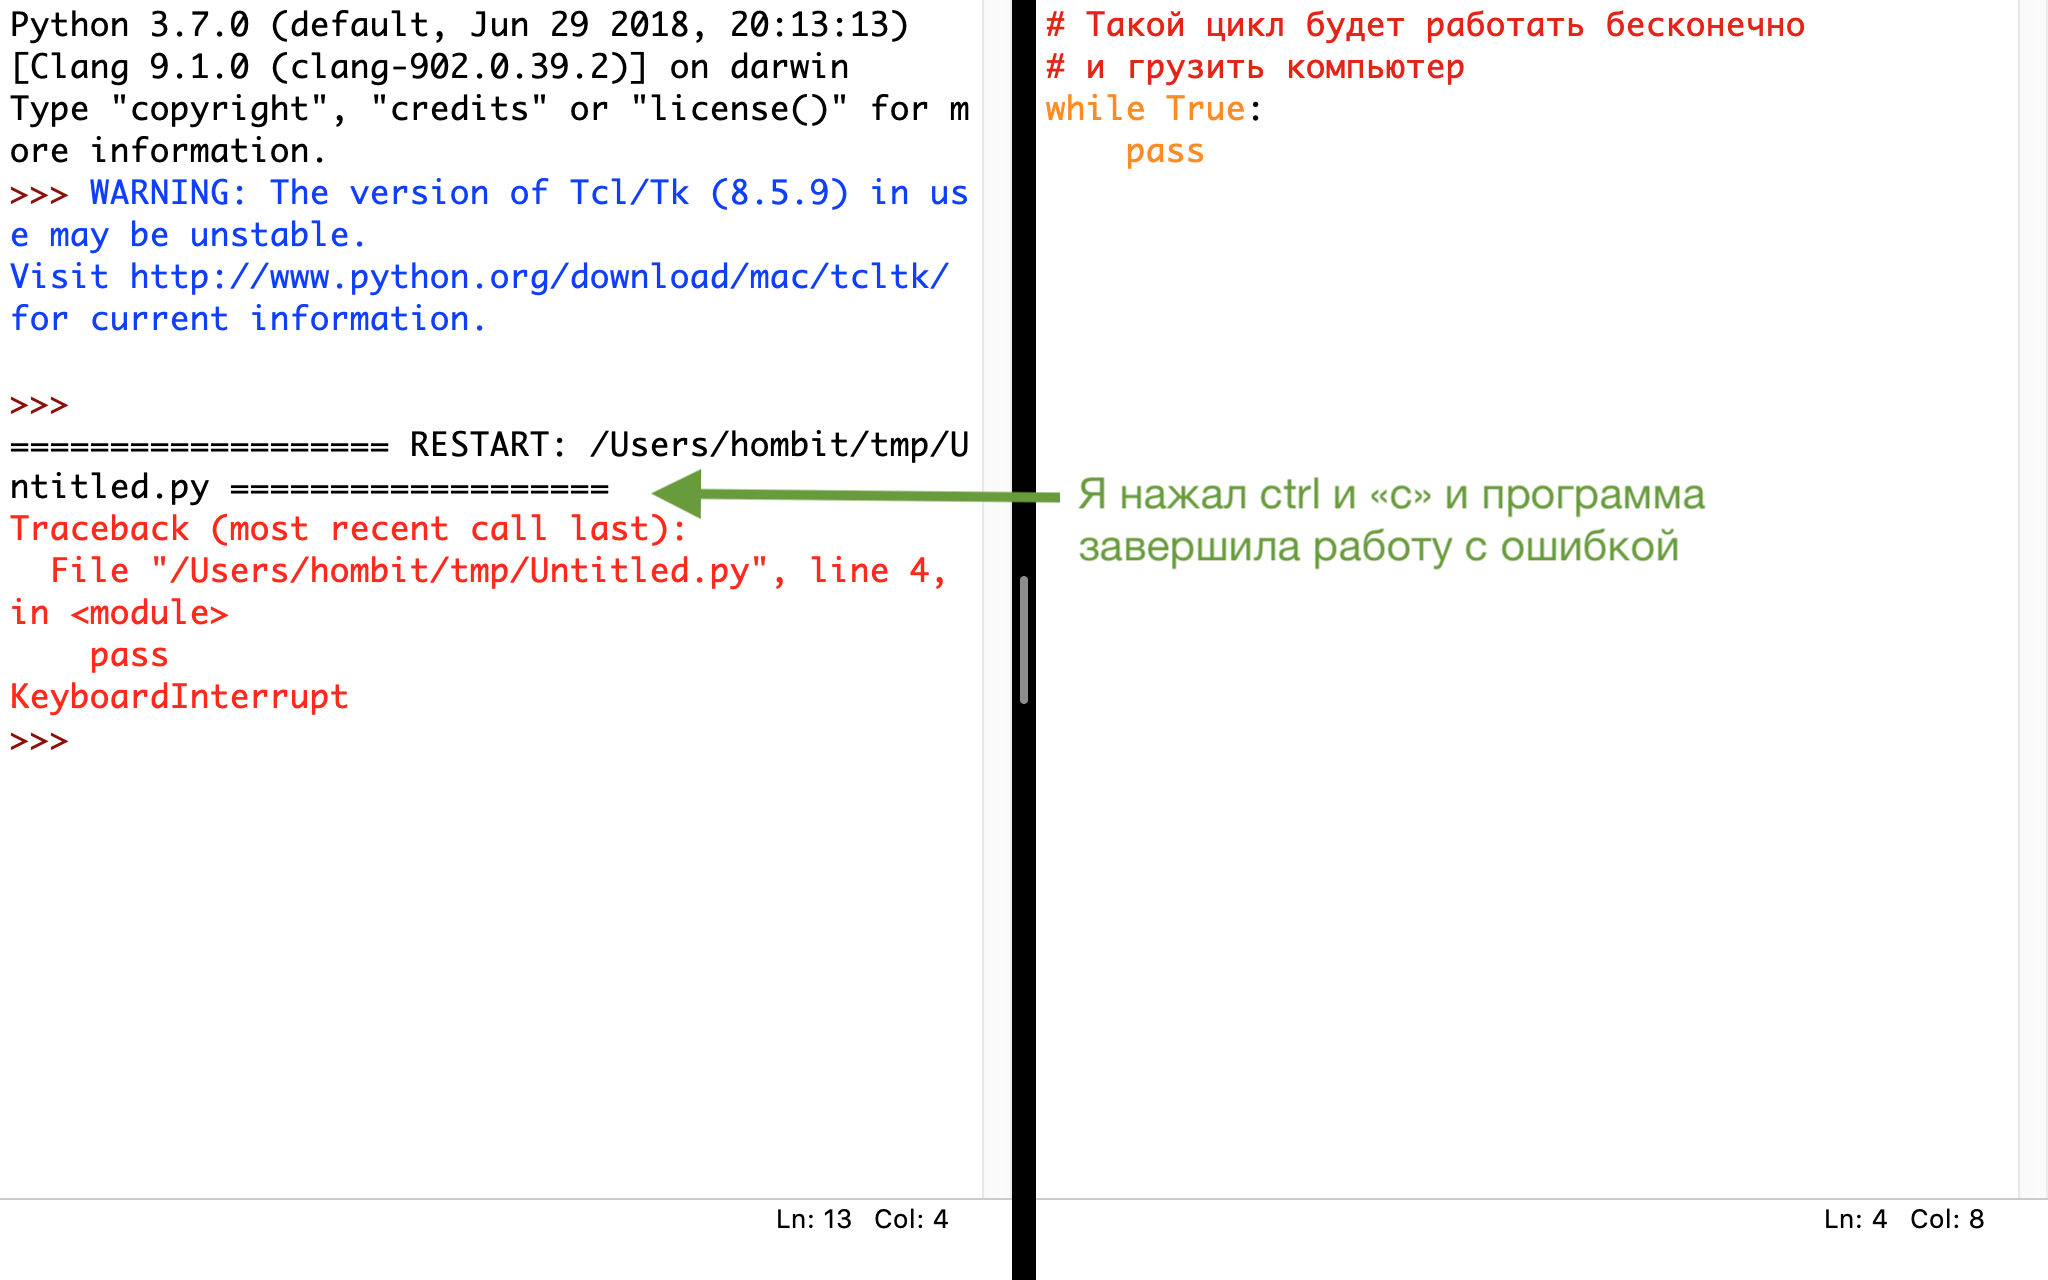 Python 3.7.0 (default, Jun 29 2018, 20:13:13)
[Clang 9.1.0 (clang-902.0.39.2)] on darwin
Type "copyright", "credits" or "license()" for m
ore information.
>>> WARNING: The version of Tcl/Tk (8.5.9) in us
e may be unstable.
Visit http://www.python.org/download/mac/tcltk/
for current information.
>>>
=================== RESTART: /Users/hombit/tmp/U
ntitled.py ===================
Traceback (most recent call last):
  File "/Users/hombit/tmp/Untitled.py", line 4,
in <module>
    pass
KeyboardInterrupt
>>>
Ln: 13 Col: 4
# Такой цикл будет работать бесконечно
# и грузить компьютер
while True:
    pass
Я нажал ctrl и «c» и программа
завершила работу с ошибкой
Ln: 4 Col: 8